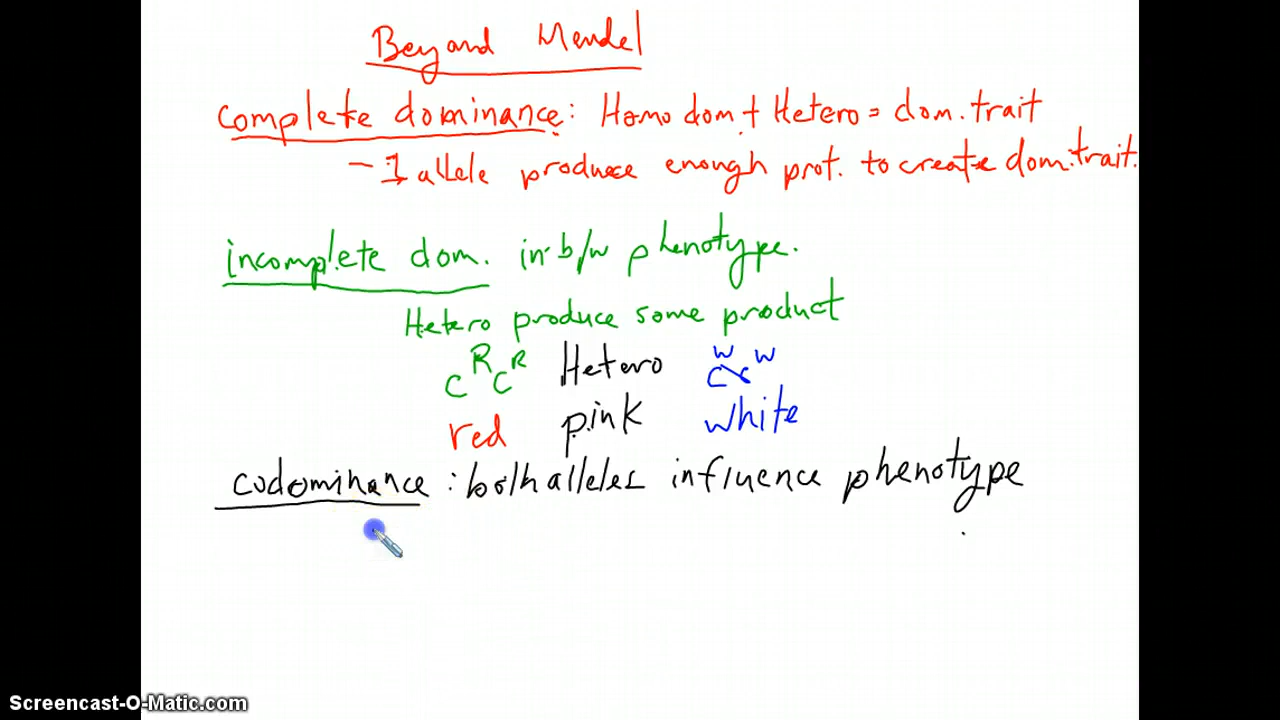 Beyond Mendel
complete dominance: Homo dom + Hetero = dom. trait
- 1 allele produce enough prot. to create dom. trait.
incomplete dom. in b/w phenotype.
Hetero produce some product
C^R C^R Hetero C^W C^W
red pink white
codominance : both alleles influence phenotype
Screencast-O-Matic.com